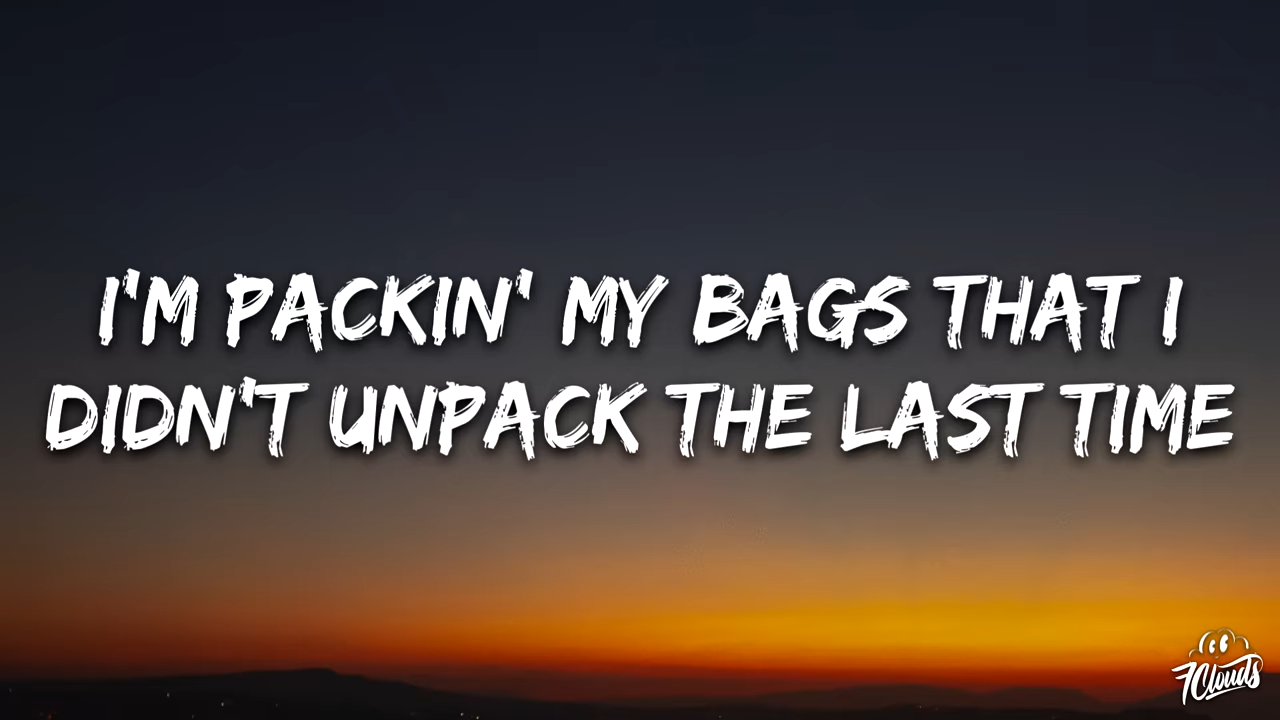 I'M PACKIN' MY BAGS THAT I
DIDN'T UNPACK THE LAST TIME
7Clouds